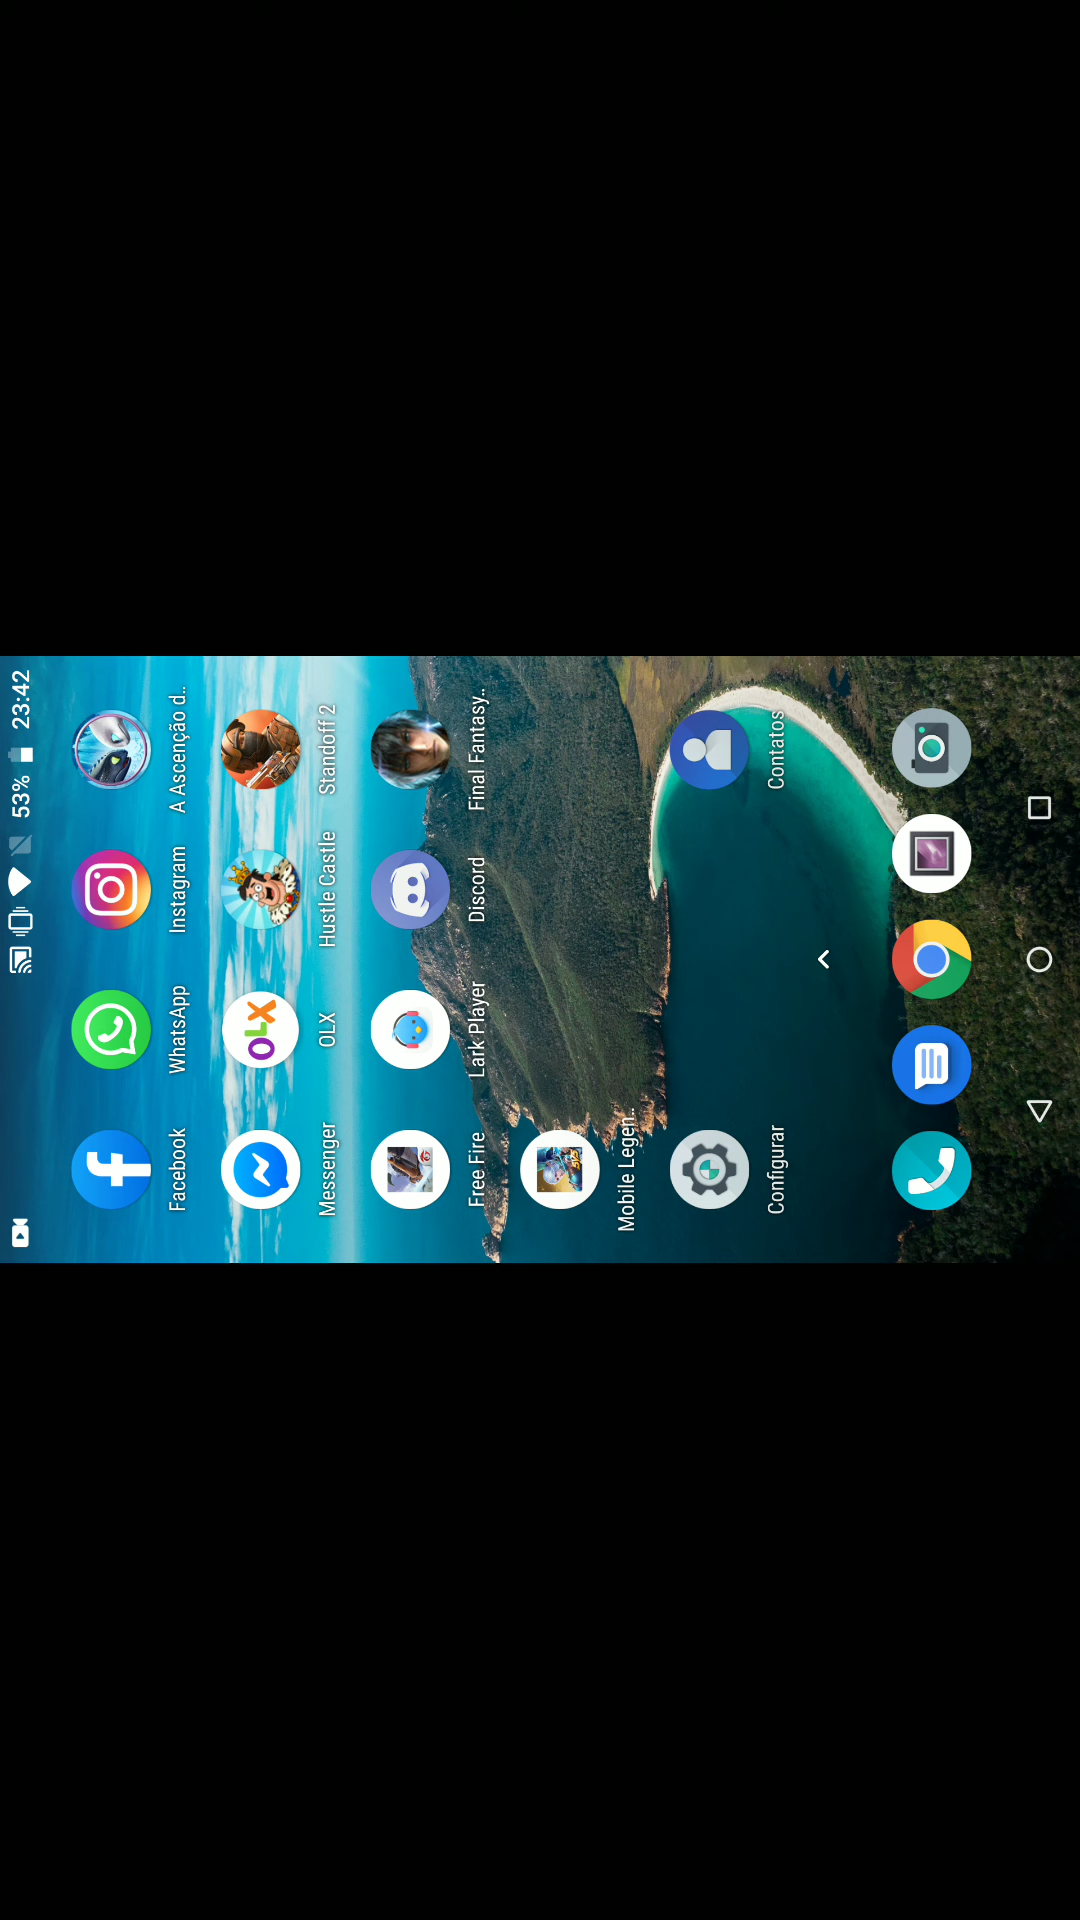 53% 23:42
Facebook WhatsApp Instagram A Ascenção d..
OLX
Messenger OLX Hustle Castle Standoff 2
Free Fire Lark Player Discord Final Fantasy..
Mobile Legen..
Configurar Contatos